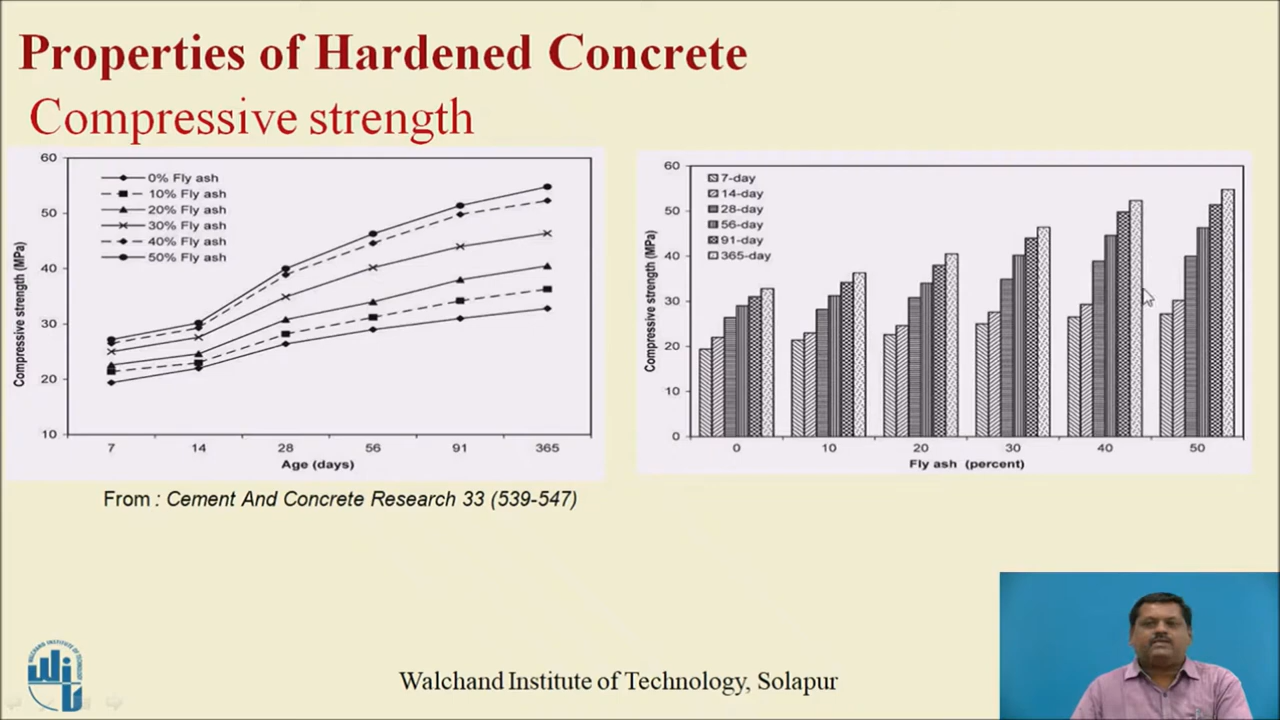 Properties of Hardened Concrete
Compressive strength
60
50
40
30
20
10
Compressive strength (MPa)
0% Fly ash
10% Fly ash
20% Fly ash
30% Fly ash
40% Fly ash
50% Fly ash
7 14 28 56 91 365
Age (days)
60
50
40
30
20
10
0
Compressive strength (MPa)
7-day
14-day
28-day
56-day
91-day
365-day
0 10 20 30 40 50
Fly ash (percent)
From : Cement And Concrete Research 33 (539-547)
Walchand Institute of Technology, Solapur